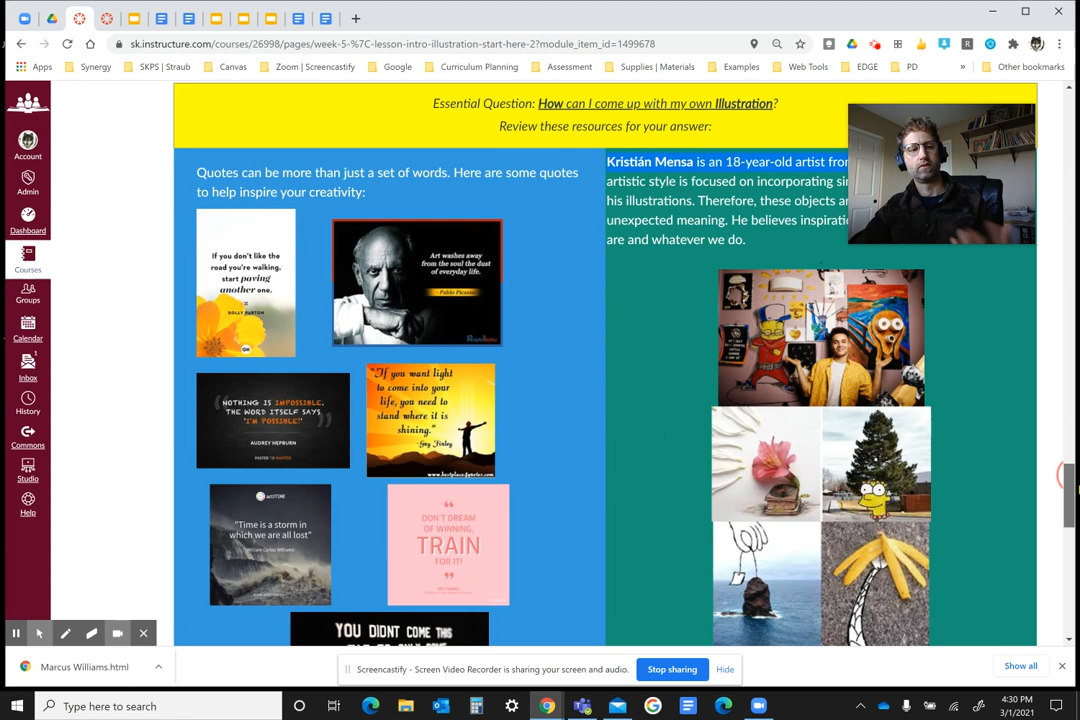 sk.instructure.com/courses/26998/pages/week-5-%7C-lesson-intro-illustration-start-here-2?module_item_id=1499678
Apps
Synergy
SKPS | Straub
Canvas
Zoom | Screencastify
Google
Curriculum Planning
Assessment
Supplies | Materials
Examples
Web Tools
EDGE
PD
»
Other bookmarks
Account
Admin
Dashboard
Courses
Groups
Calendar
1
Inbox
History
Commons
Studio
Help
Essential Question: How can I come up with my own Illustration?
Review these resources for your answer:
Quotes can be more than just a set of words. Here are some quotes
to help inspire your creativity:
If you don't like the
road you're walking,
start paving
another one.
DOLLY PARTON
Art washes away
from the soul the dust
of everyday life.
– Pablo Picasso
NOTHING IS IMPOSSIBLE.
THE WORD ITSELF SAYS
'I'M POSSIBLE!'
AUDREY HEPBURN
FASTER TO MASTER
"If you want light
to come into your
life, you need to
stand where it is
shining."
-Guy Finley
www.bestplaceforquotes.com
actiTIME
"Time is a storm in
which we are all lost"
William Carlos Williams
“
DON'T DREAM
OF WINNING,
TRAIN
FOR IT!
”
MO FARAH
YOU DIDNT COME THIS
Kristián Mensa is an 18-year-old artist from
artistic style is focused on incorporating
his illustrations. Therefore, these objects
unexpected meaning. He believes
are and whatever we do.
Marcus Williams.html
Screencastify - Screen Video Recorder is sharing your screen and audio.
Stop sharing
Hide
Show all
Type here to search
4:30 PM
3/1/2021